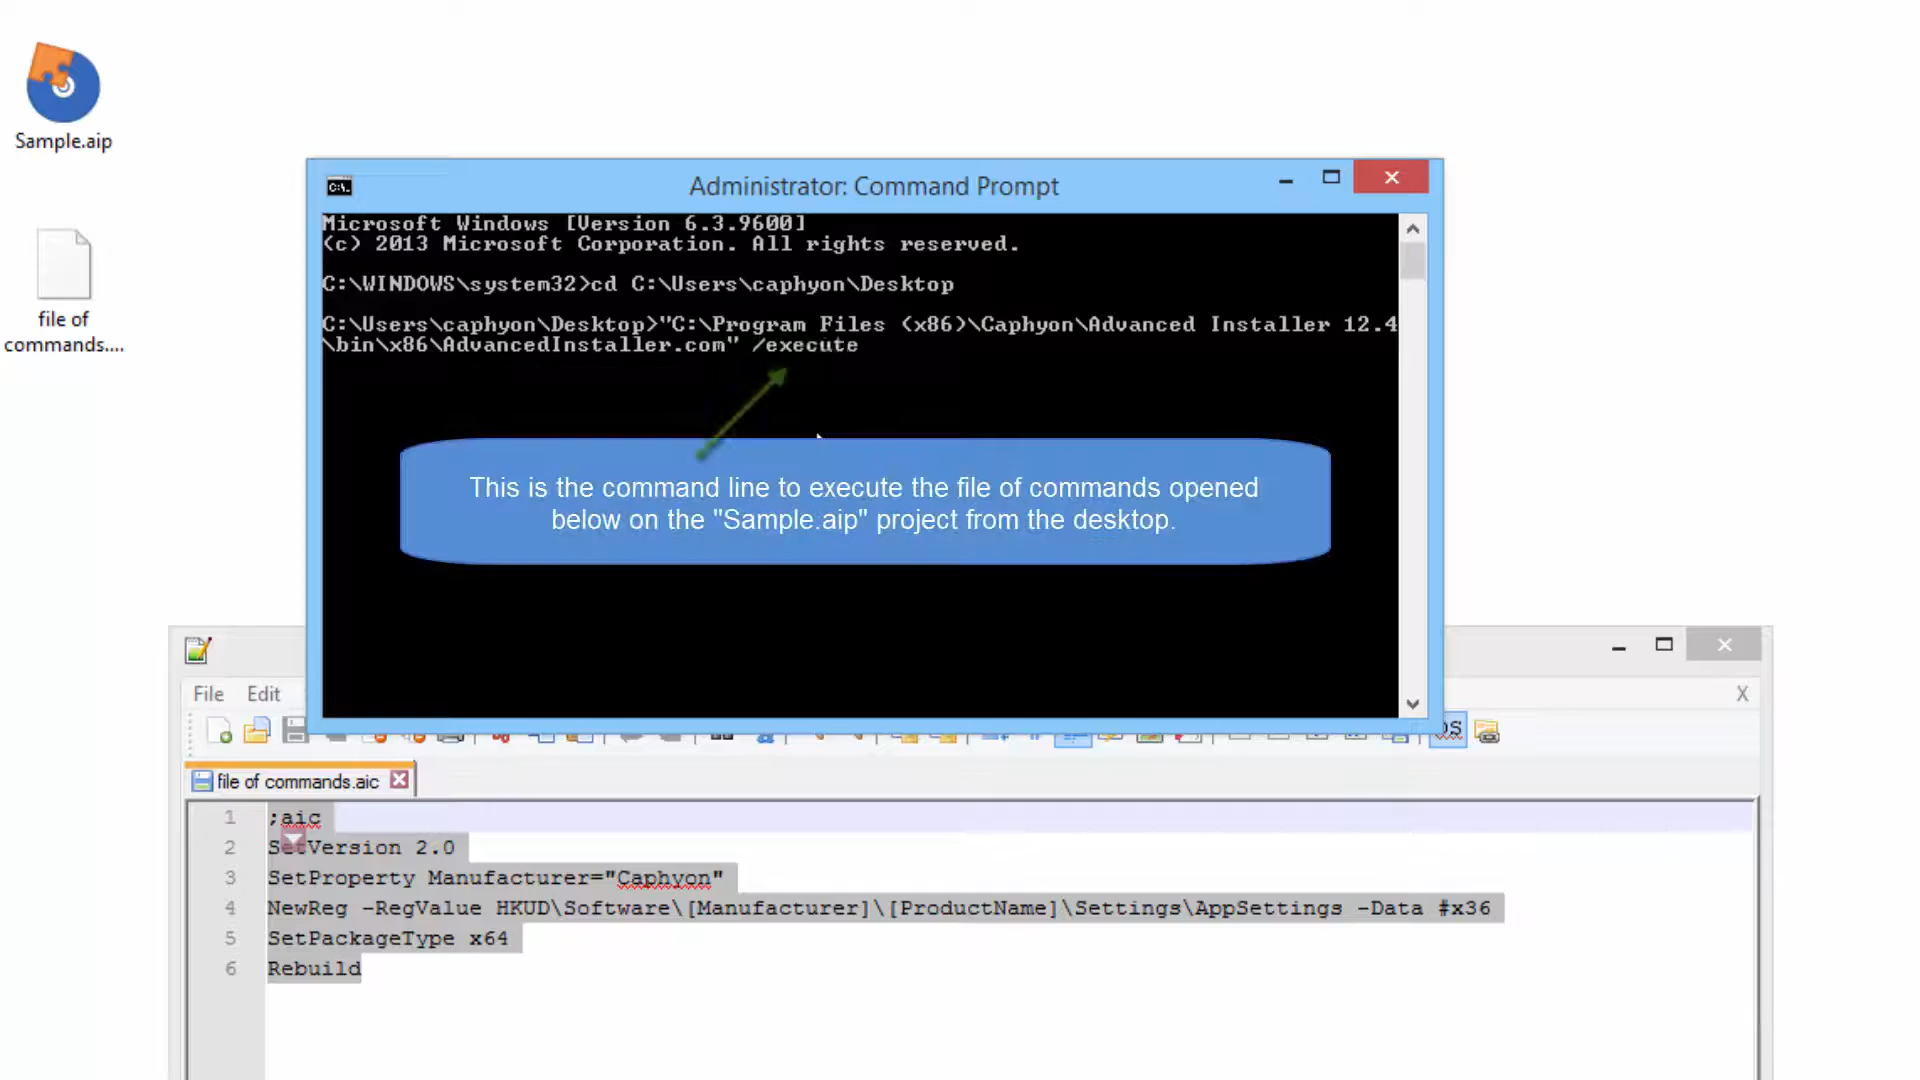 Sample.aip
file of
commands....
Administrator: Command Prompt
Microsoft Windows [Version 6.3.9600]
(c) 2013 Microsoft Corporation. All rights reserved.
C:\WINDOWS\system32>cd C:\Users\caphyon\Desktop
C:\Users\caphyon\Desktop>"C:\Program Files (x86)\Caphyon\Advanced Installer 12.4
\bin\x86\AdvancedInstaller.com" /execute
This is the command line to execute the file of commands opened
below on the "Sample.aip" project from the desktop.
File Edit
X
file of commands.aic
1 ;aic
2 SetVersion 2.0
3 SetProperty Manufacturer="Caphyon"
4 NewReg -RegValue HKUD\Software\[Manufacturer]\[ProductName]\Settings\AppSettings -Data #x36
5 SetPackageType x64
6 Rebuild